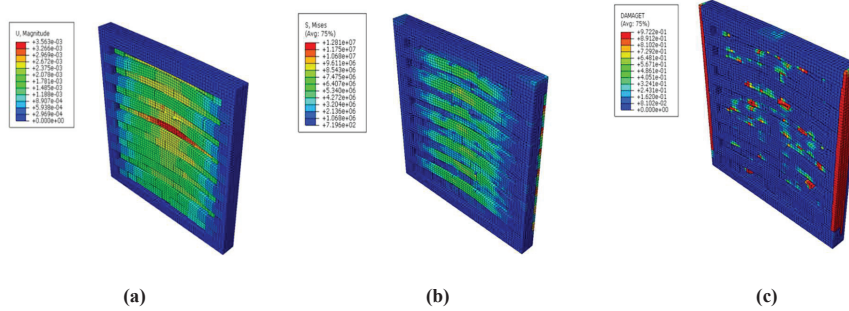 U, Magnitude
+3.563e-03
+3.266e-03
+2.969e-03
+2.672e-03
+2.375e-03
+2.078e-03
+1.781e-03
+1.485e-03
+1.188e-03
+8.907e-04
+5.938e-04
+2.969e-04
+0.000e+00
S, Mises
(Avg: 75%)
+1.281e+07
+1.175e+07
+1.068e+07
+9.611e+06
+8.543e+06
+7.475e+06
+6.407e+06
+5.340e+06
+4.272e+06
+3.204e+06
+2.136e+06
+1.068e+06
+7.196e+02
DAMAGET
(Avg: 75%)
+9.722e-01
+8.912e-01
+8.102e-01
+7.292e-01
+6.481e-01
+5.671e-01
+4.861e-01
+4.051e-01
+3.241e-01
+2.431e-01
+1.620e-01
+8.102e-02
+0.000e+00
(a)
(b)
(c)